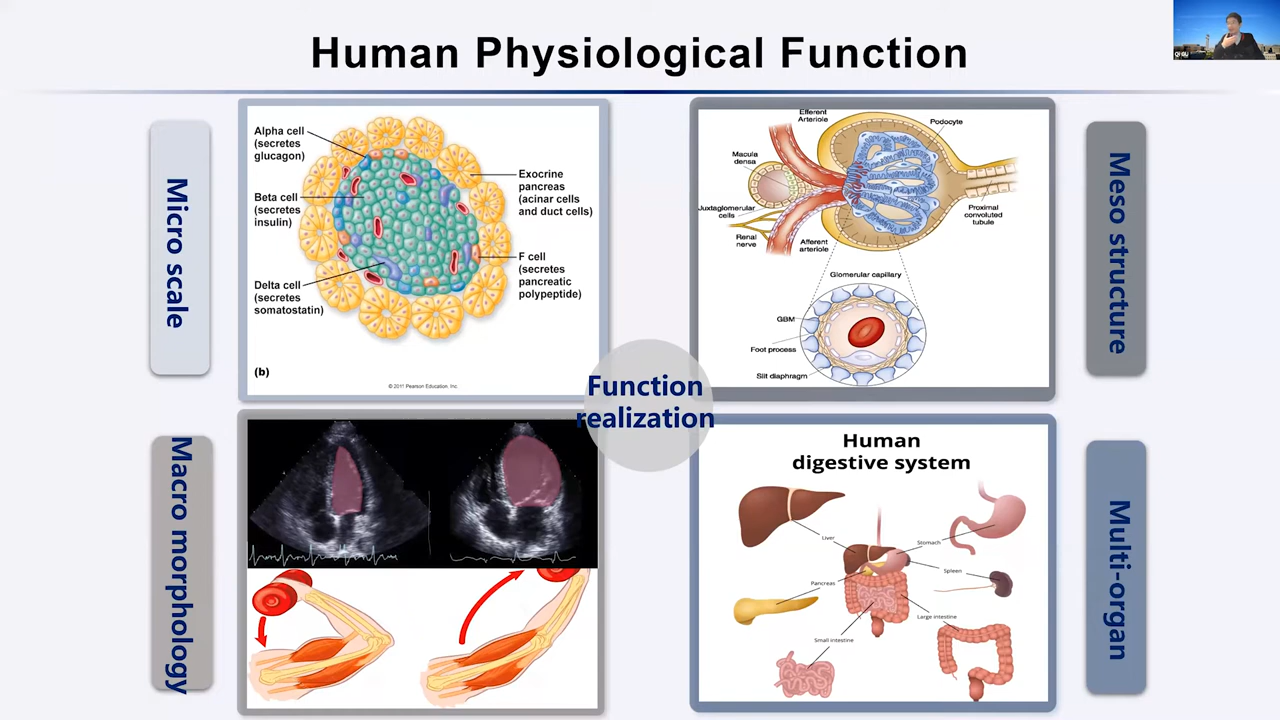 Human Physiological Function
Micro scale
Alpha cell
(secretes
glucagon)
Beta cell
(secretes
insulin)
Delta cell
(secretes
somatostatin)
Exocrine
pancreas
(acinar cells
and duct cells)
F cell
(secretes
pancreatic
polypeptide)
(b)
© 2011 Pearson Education, Inc.
Efferent
Arteriole
Podocyte
Macula
densa
Juxtaglomerular
cells
Renal
nerve
Afferent
arteriole
Proximal
convoluted
tubule
Glomerular capillary
GBM
Foot process
Slit diaphragm
Meso structure
Function
realization
Macro morphology
Human
digestive system
Liver
Stomach
Spleen
Pancreas
Large intestine
Small intestine
Multi-organ